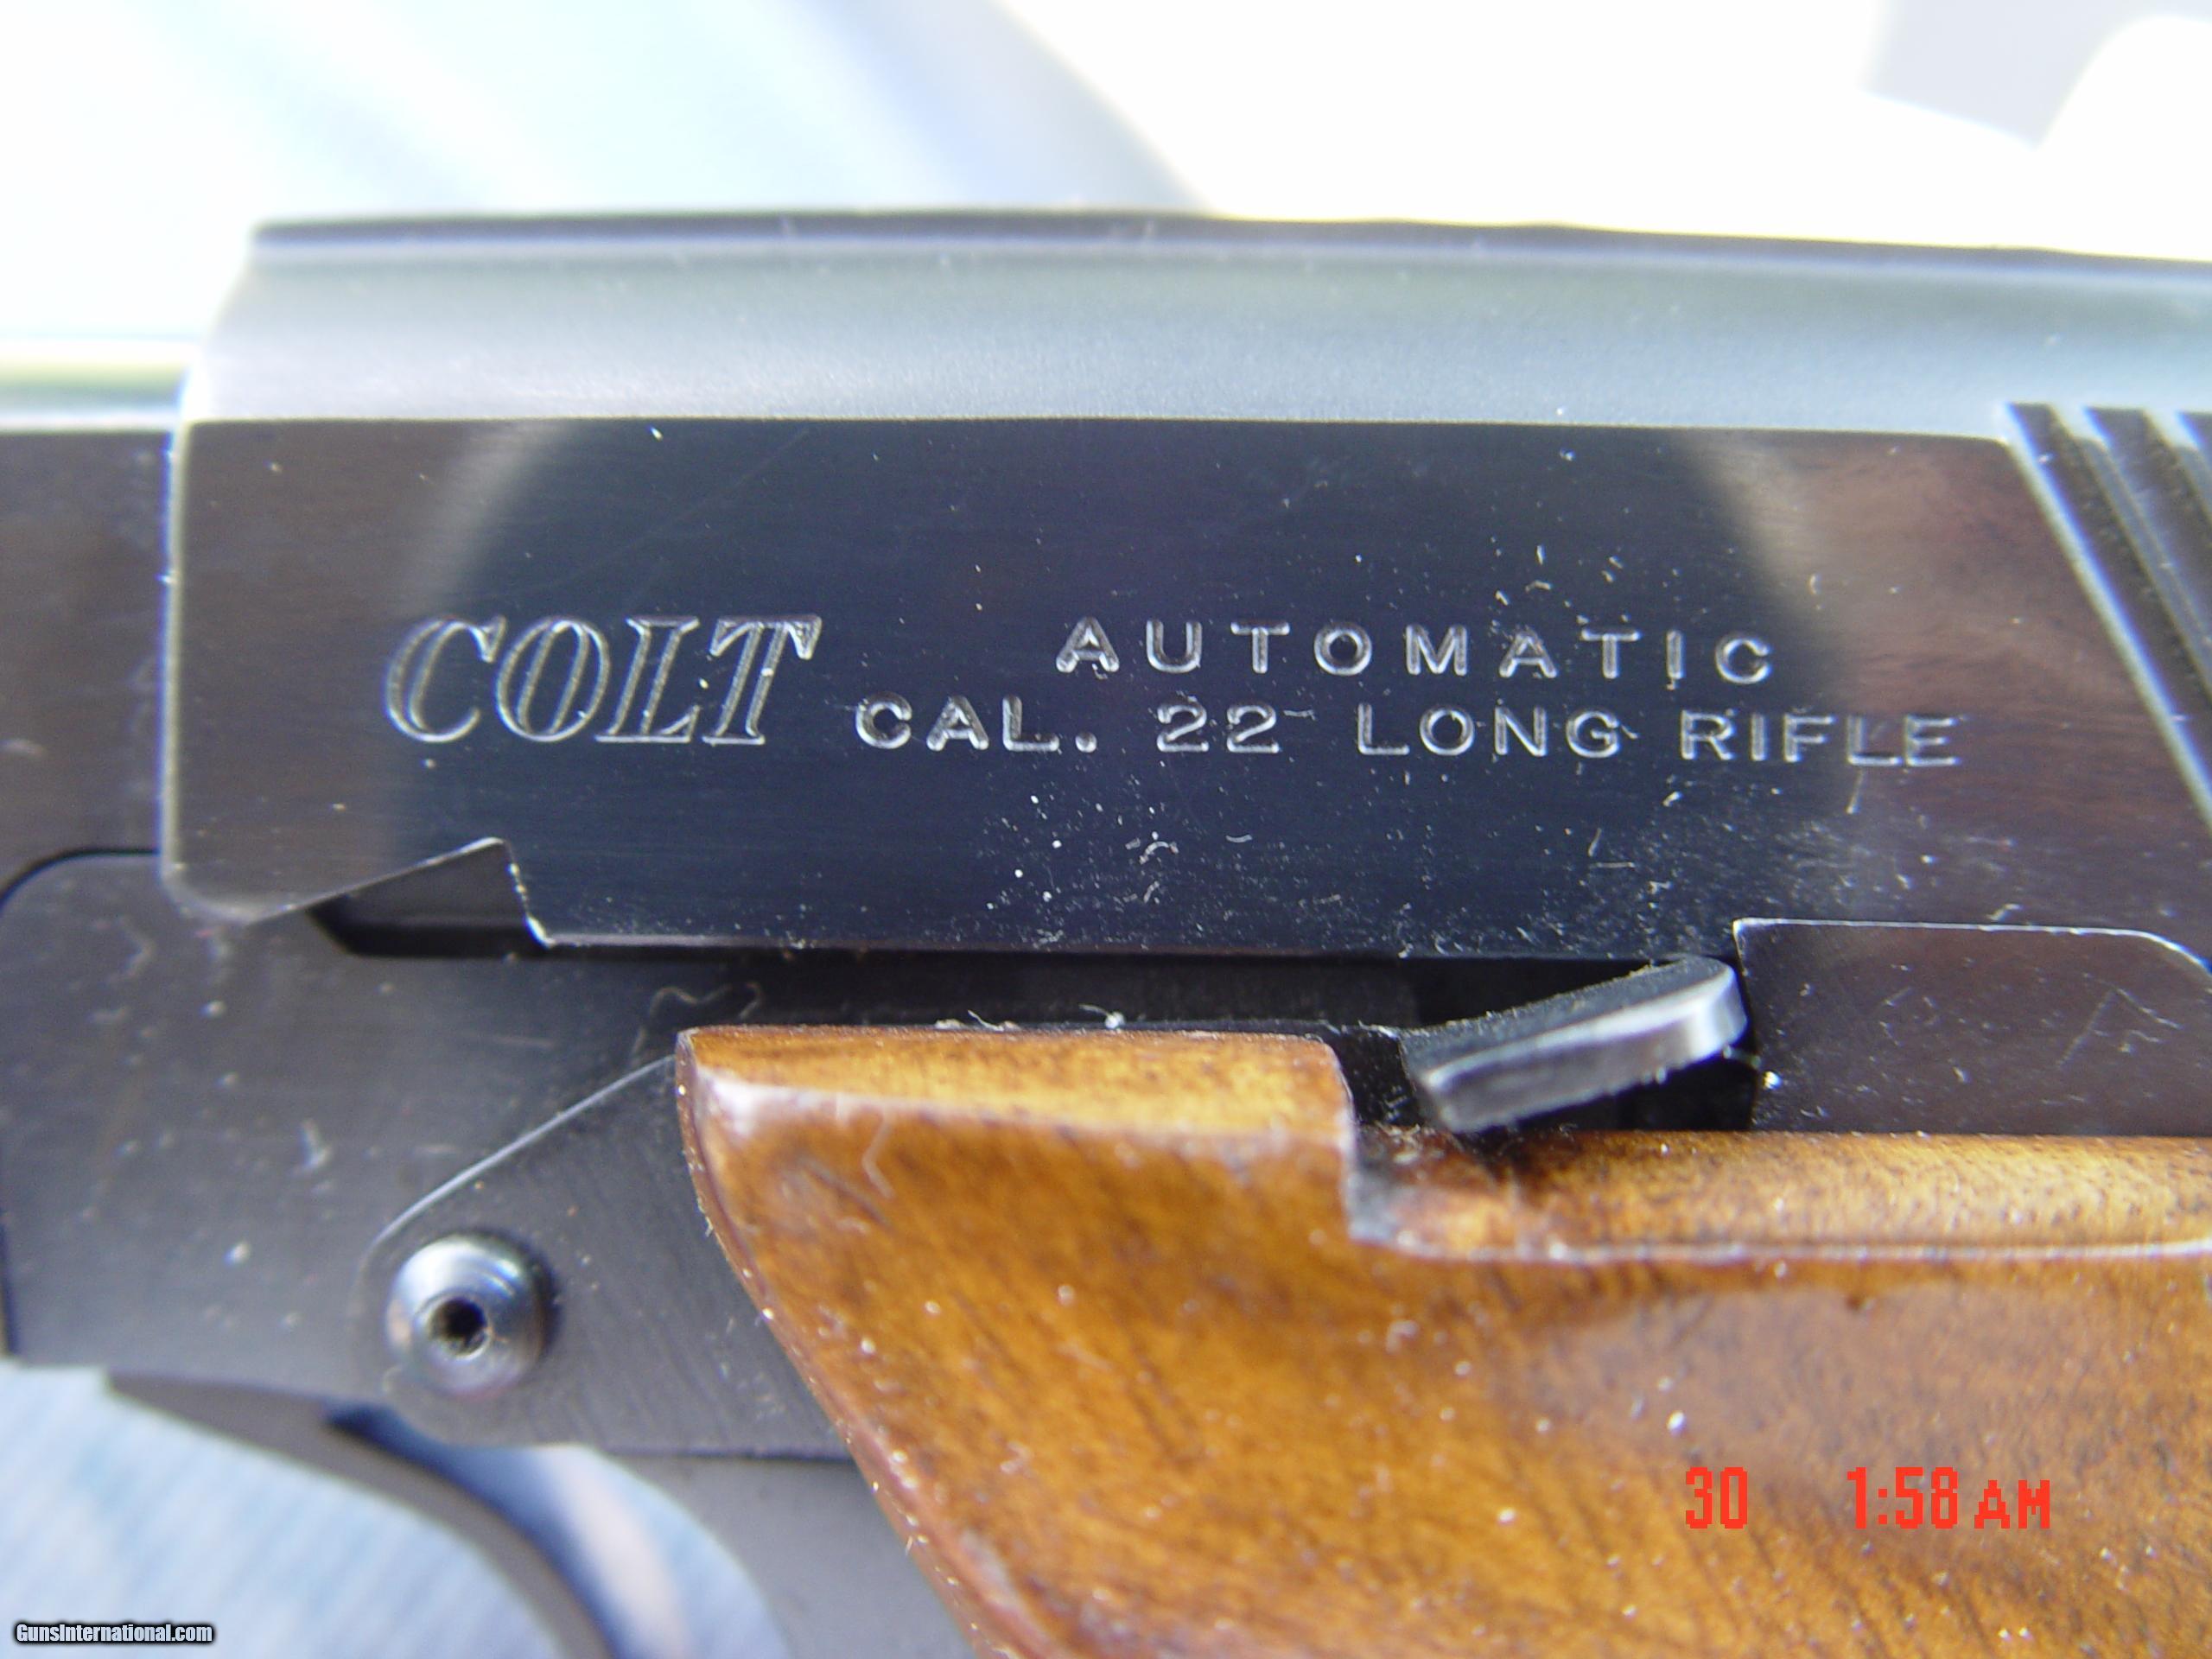 COLT AUTOMATIC
CAL. 22 LONG RIFLE
30 1:58 AM
GunsInternational.com